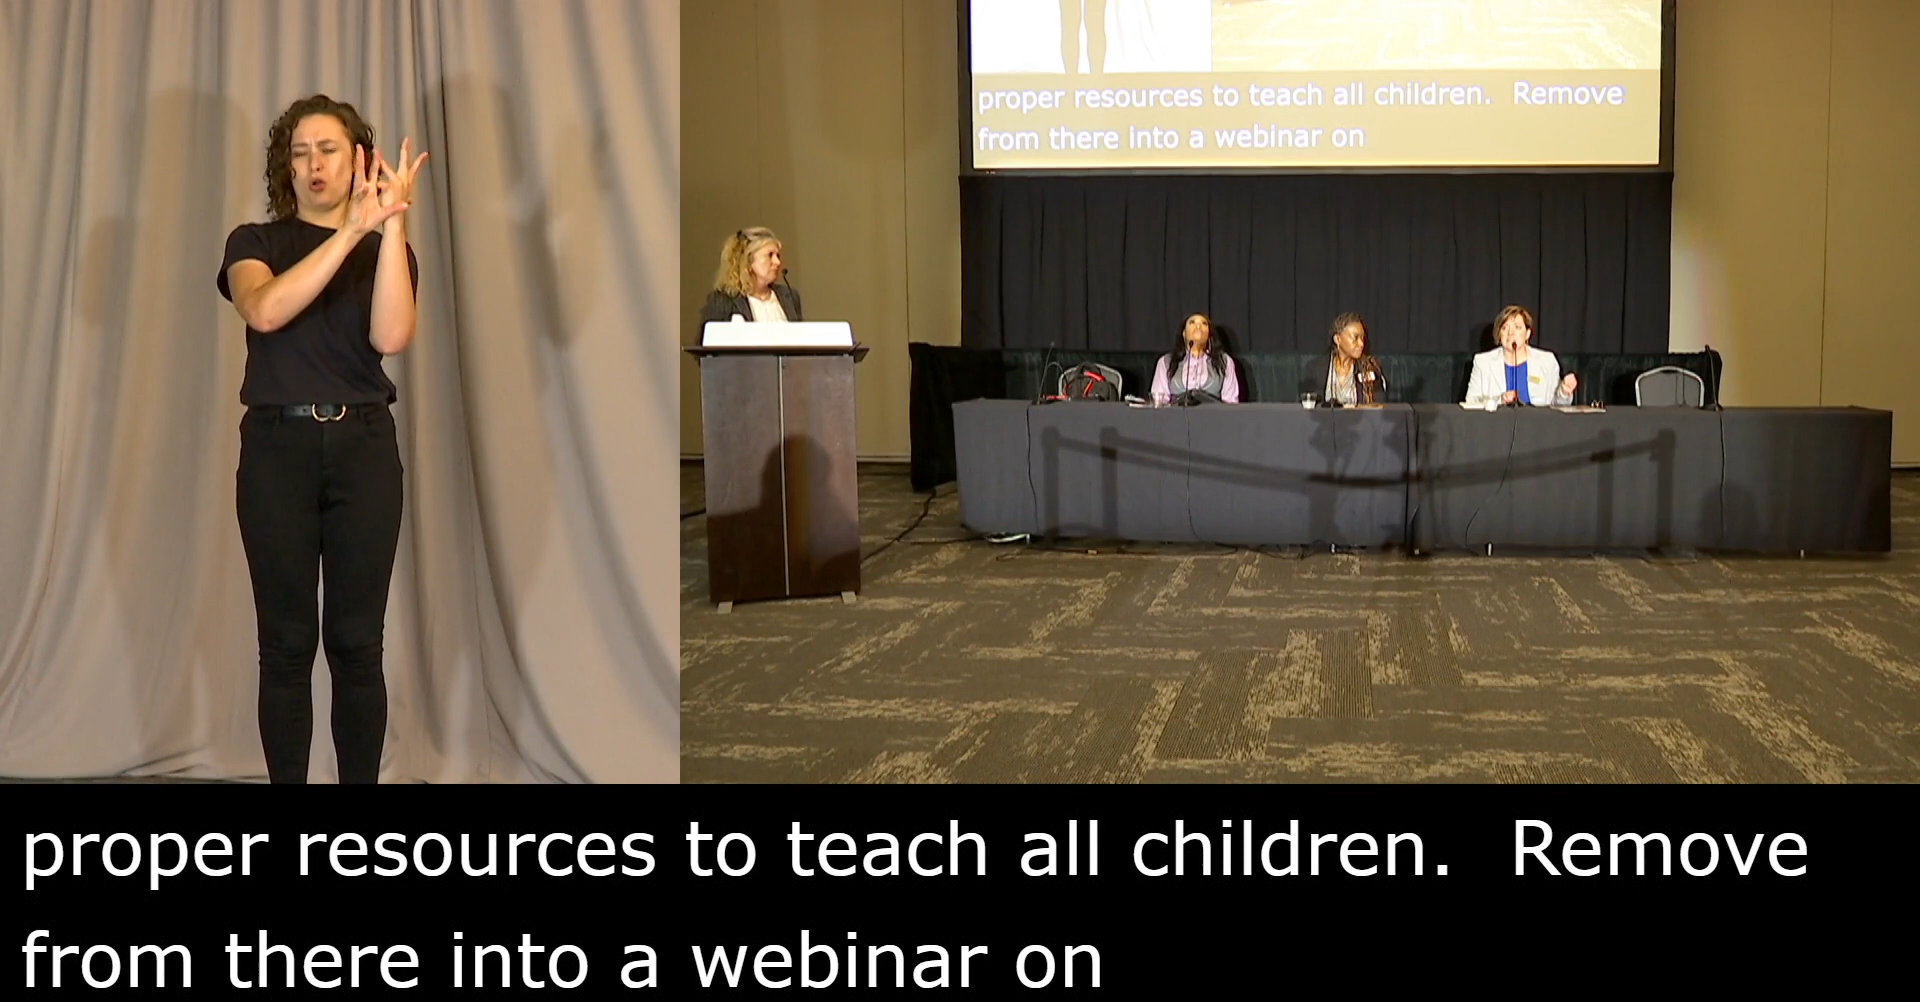 proper resources to teach all children.  Remove
from there into a webinar on
proper resources to teach all children.  Remove
from there into a webinar on